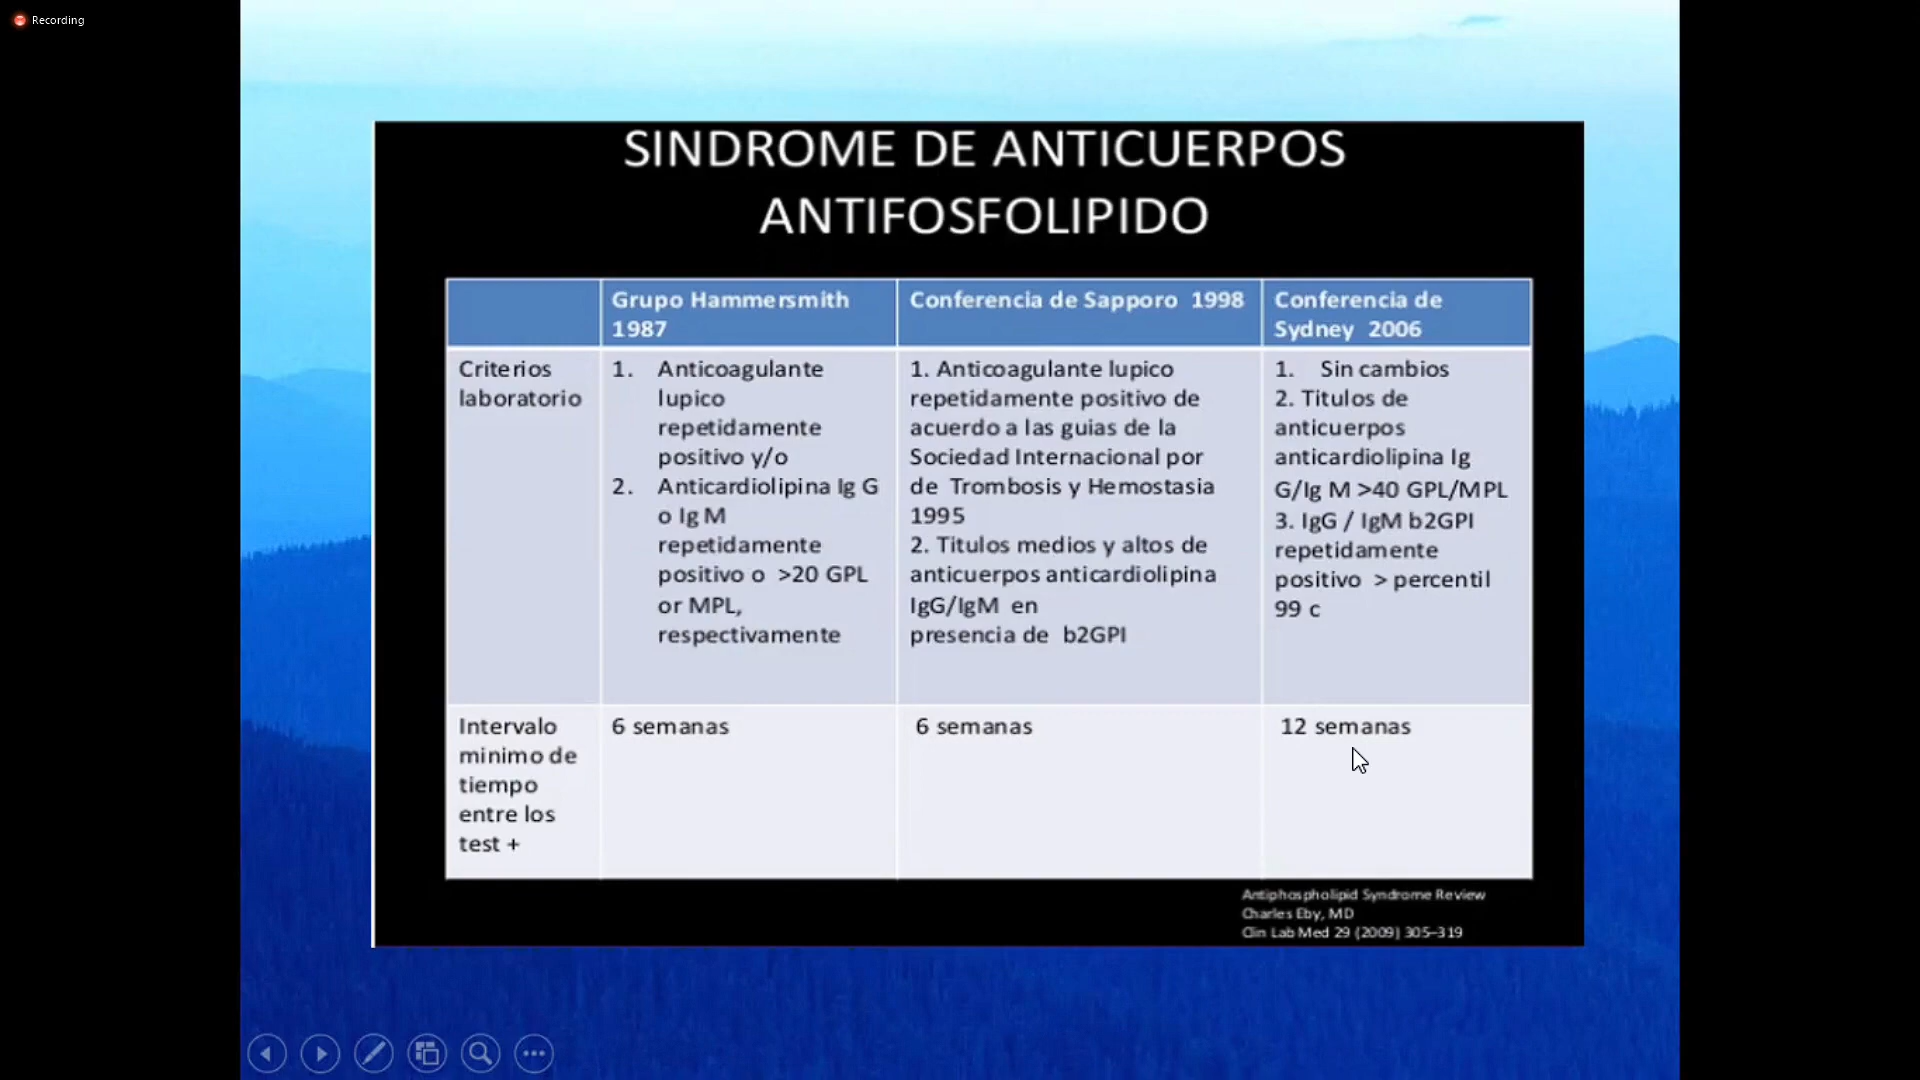 Recording
SINDROME DE ANTICUERPOS
ANTIFOSFOLIPIDO
Grupo Hammersmith
1987
Conferencia de Sapporo 1998
Conferencia de
Sydney 2006
Criterios
laboratorio
1. Anticoagulante
lupico
repetidamente
positivo y/o
2. Anticardiolipina Ig G
o Ig M
repetidamente
positivo o >20 GPL
or MPL,
respectivamente
1. Anticoagulante lupico
repetidamente positivo de
acuerdo a las guias de la
Sociedad Internacional por
de Trombosis y Hemostasia
1995
2. Titulos medios y altos de
anticuerpos anticardiolipina
IgG/IgM en
presencia de b2GPI
1. Sin cambios
2. Titulos de
anticuerpos
anticardiolipina Ig
G/Ig M >40 GPL/MPL
3. IgG / IgM b2GPI
repetidamente
positivo > percentil
99 c
Intervalo
minimo de
tiempo
entre los
test +
6 semanas
6 semanas
12 semanas
Antiphospholipid Syndrome Review
Charles Eby, MD
Clin Lab Med 29 (2009) 305–319